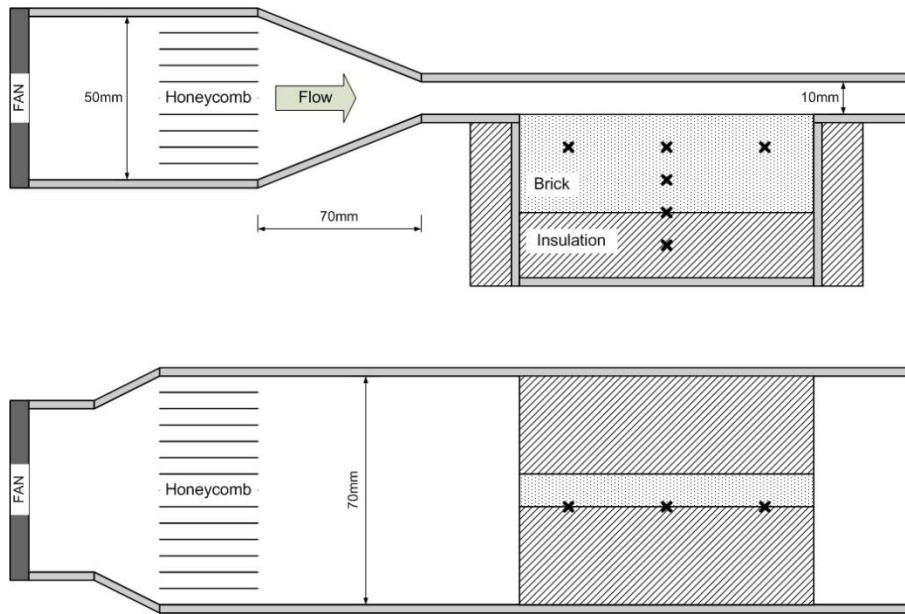 FAN
50mm
Honeycomb
Flow
10mm
Brick
70mm
Insulation
FAN
Honeycomb
70mm